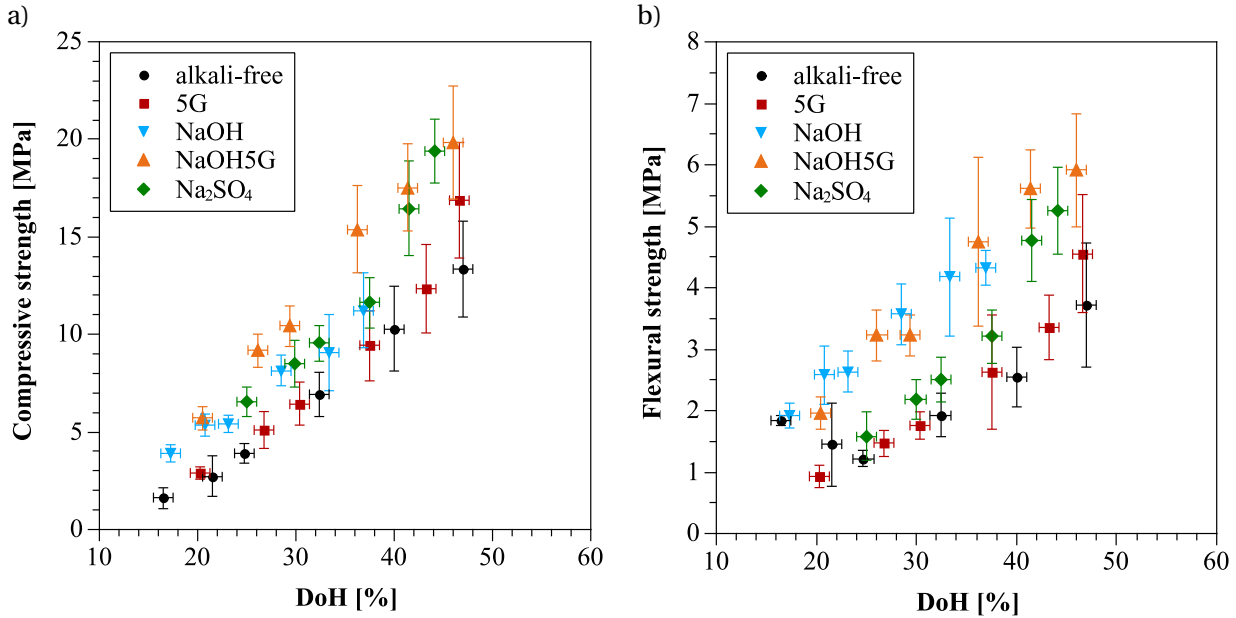 a)
Compressive strength [MPa]
25
20
15
10
5
0
alkali-free
5G
NaOH
NaOH5G
Na₂SO₄
10 20 30 40 50 60
DoH [%]
b)
Flexural strength [MPa]
8
7
6
5
4
3
2
1
0
alkali-free
5G
NaOH
NaOH5G
Na₂SO₄
10 20 30 40 50 60
DoH [%]